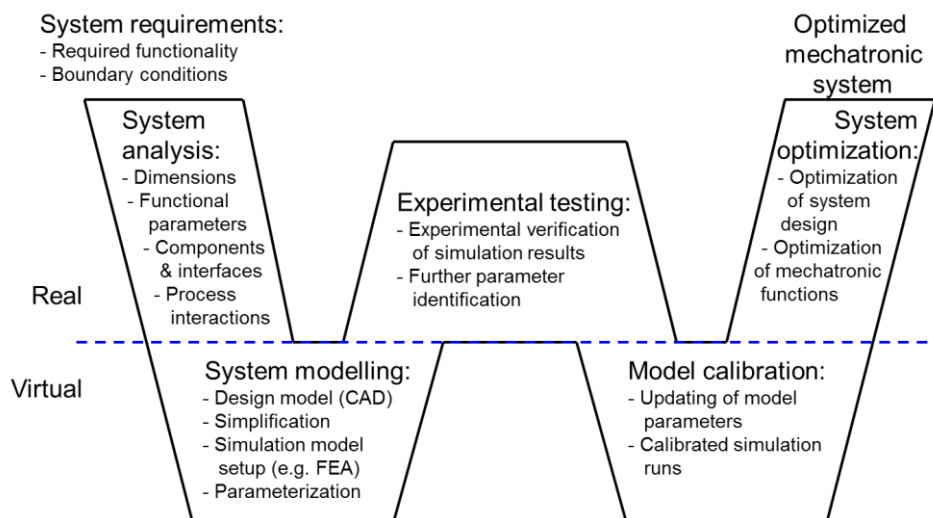 System requirements:
- Required functionality
- Boundary conditions
Optimized
mechatronic
system
System
analysis:
- Dimensions
- Functional
parameters
- Components
& interfaces
- Process
interactions
Experimental testing:
- Experimental verification
of simulation results
- Further parameter
identification
System
optimization:
- Optimization
of system
design
- Optimization
of mechatronic
functions
Real
Virtual
System modelling:
- Design model (CAD)
- Simplification
- Simulation model
setup (e.g. FEA)
- Parameterization
Model calibration:
- Updating of model
parameters
- Calibrated simulation
runs